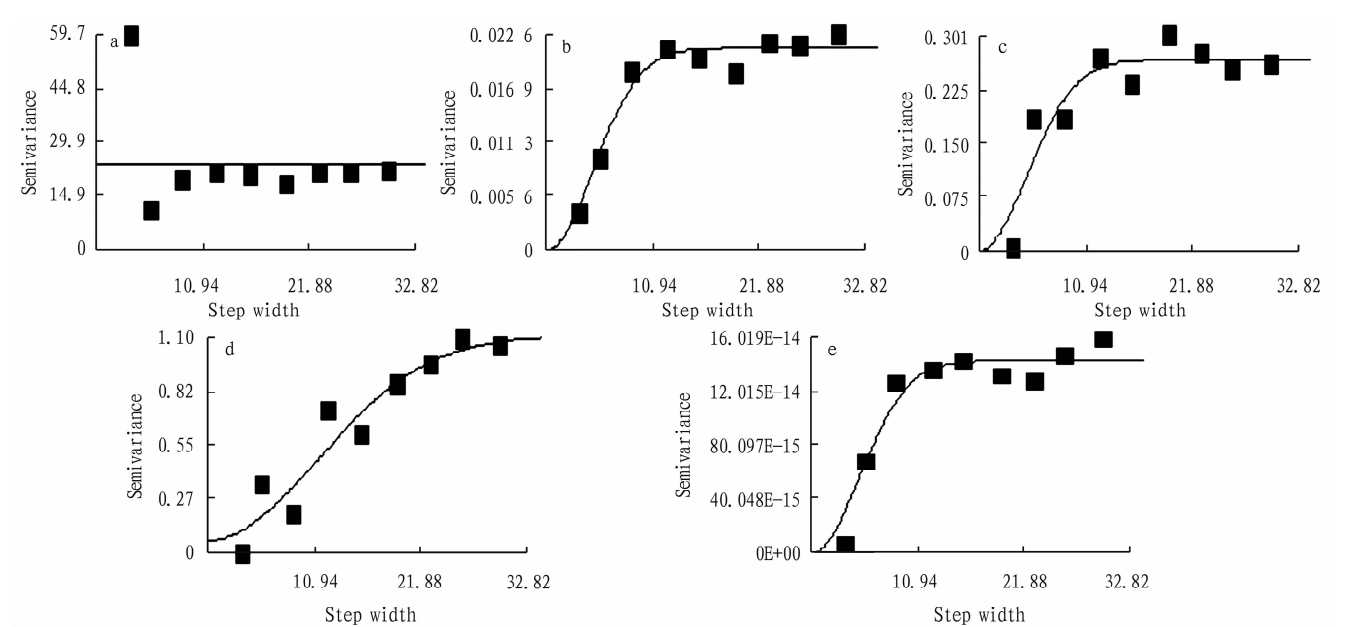 a
59.7
44.8
29.9
14.9
0
Semivariance
10.94 21.88 32.82
Step width
b
0.022 6
0.016 9
0.011 3
0.005 6
0
Semivariance
10.94 21.88 32.82
Step width
c
0.301
0.225
0.150
0.075
0
Semivariance
10.94 21.88 32.82
Step width
d
1.10
0.82
0.55
0.27
0
Semivariance
10.94 21.88 32.82
Step width
e
16.019E-14
12.015E-14
80.097E-15
40.048E-15
0E+00
Semivariance
10.94 21.88 32.82
Step width